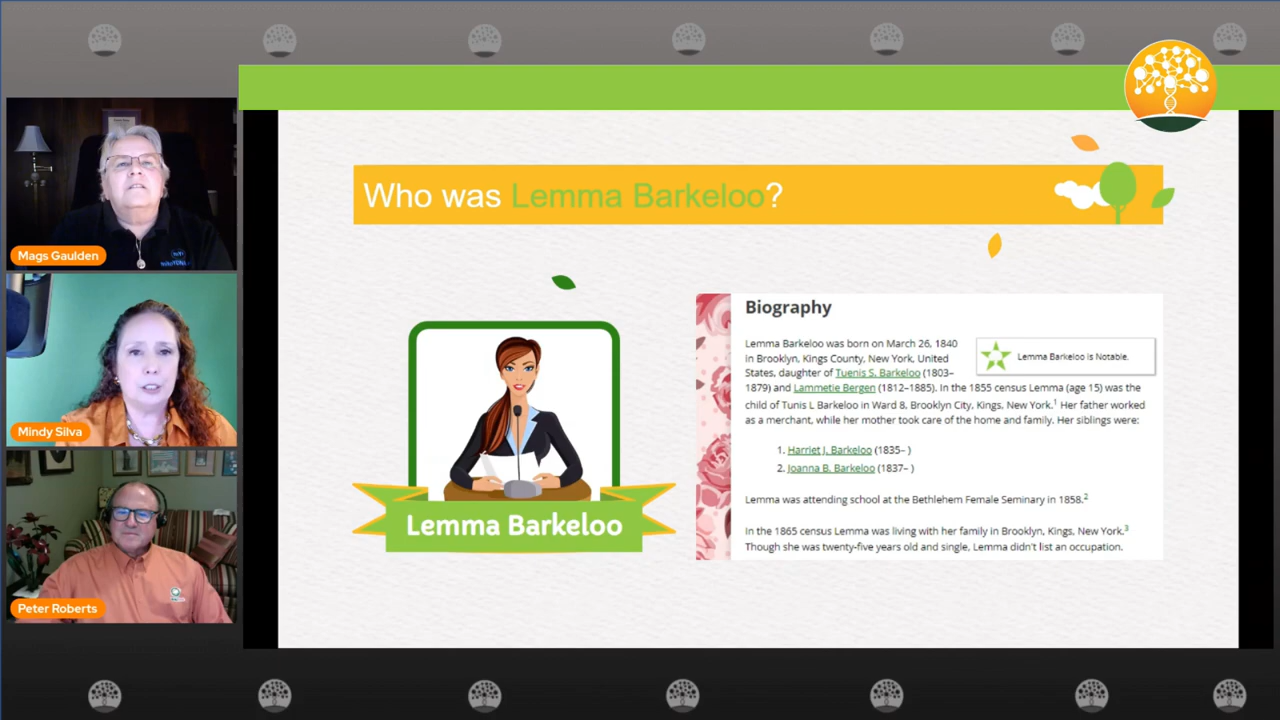 Mags Gaulden
Mindy Silva
Peter Roberts
Who was Lemma Barkeloo?
Lemma Barkeloo
Biography
Lemma Barkeloo was born on March 26, 1840
in Brooklyn, Kings County, New York, United
States, daughter of Tuenis S. Barkeloo (1803–
1879) and Lammetie Bergen (1812–1885). In the 1855 census Lemma (age 15) was the
child of Tunis L Barkeloo in Ward 8, Brooklyn City, Kings, New York.1 Her father worked
as a merchant, while her mother took care of the home and family. Her siblings were:
Lemma Barkeloo is Notable.
1. Harriet J. Barkeloo (1835– )
2. Joanna B. Barkeloo (1837– )
Lemma was attending school at the Bethlehem Female Seminary in 1858.2
In the 1865 census Lemma was living with her family in Brooklyn, Kings, New York.3
Though she was twenty-five years old and single, Lemma didn't list an occupation.